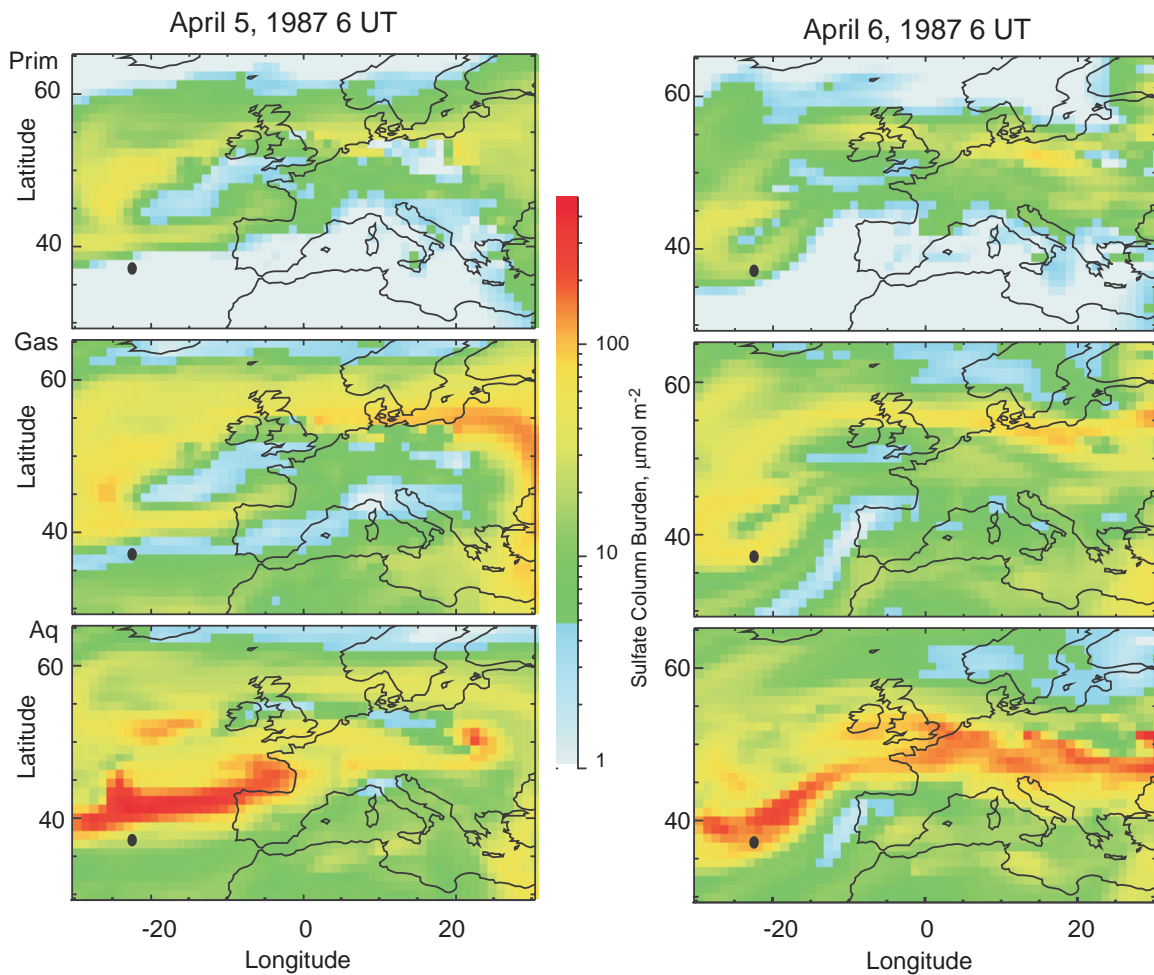 April 5, 1987 6 UT
April 6, 1987 6 UT
Prim
60
Latitude
40
Gas
60
Latitude
40
Aq
60
Latitude
40
-20 0 20
Longitude
100
10
1
Sulfate Column Burden, μmol m-2
60
40
60
40
60
40
-20 0 20
Longitude